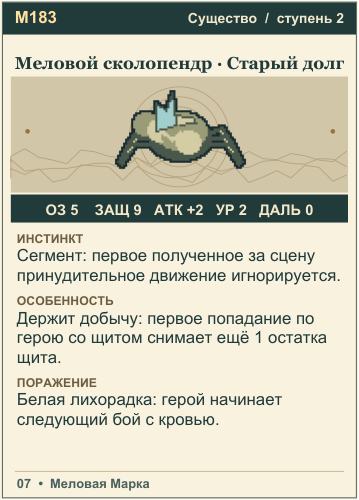 М183
Существо / ступень 2
Меловой сколопендр · Старый долг
ОЗ 5 ЗАЩ 9 АТК +2 УР 2 ДАЛЬ 0
ИНСТИНКТ
Сегмент: первое полученное за сцену
принудительное движение игнорируется.
ОСОБЕННОСТЬ
Держит добычу: первое попадание по
герою со щитом снимает ещё 1 остатка
щита.
ПОРАЖЕНИЕ
Белая лихорадка: герой начинает
следующий бой с кровью.
07 • Меловая Марка